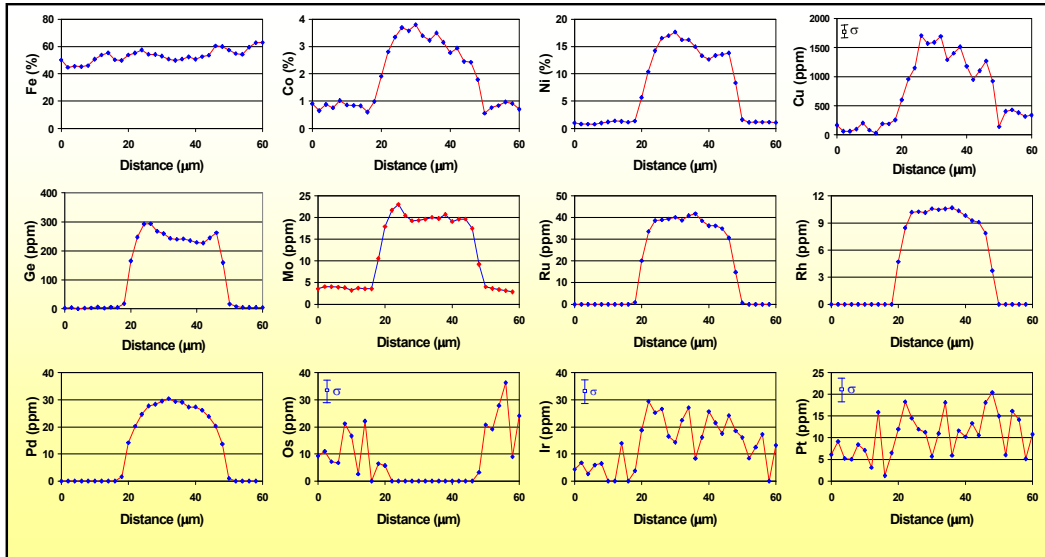 Fe (%)
80
60
40
20
0
0 20 40 60
Distance (µm)
Co (%)
4
3
2
1
0
0 20 40 60
Distance (µm)
Ni (%)
20
15
10
5
0
0 20 40 60
Distance (µm)
Cu (ppm)
2000
1500
1000
500
0
σ
0 20 40 60
Distance (µm)
Ge (ppm)
400
300
200
100
0
0 20 40 60
Distance (µm)
Mo (ppm)
25
20
15
10
5
0
0 20 40 60
Distance (µm)
Ru (ppm)
50
40
30
20
10
0
0 20 40 60
Distance (µm)
Rh (ppm)
12
9
6
3
0
0 20 40 60
Distance (µm)
Pd (ppm)
40
30
20
10
0
0 20 40 60
Distance (µm)
Os (ppm)
40
30
20
10
0
σ
0 20 40 60
Distance (µm)
Ir (ppm)
40
30
20
10
0
σ
0 20 40 60
Distance (µm)
Pt (ppm)
25
20
15
10
5
0
σ
0 20 40 60
Distance (µm)